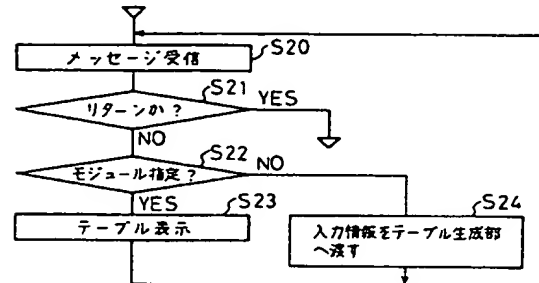 S20
メッセージ受信
S21
リターンか？
YES
NO
S22
モジュール指定？
NO
YES
S23
テーブル表示
S24
入力情報をテーブル生成部
へ渡す